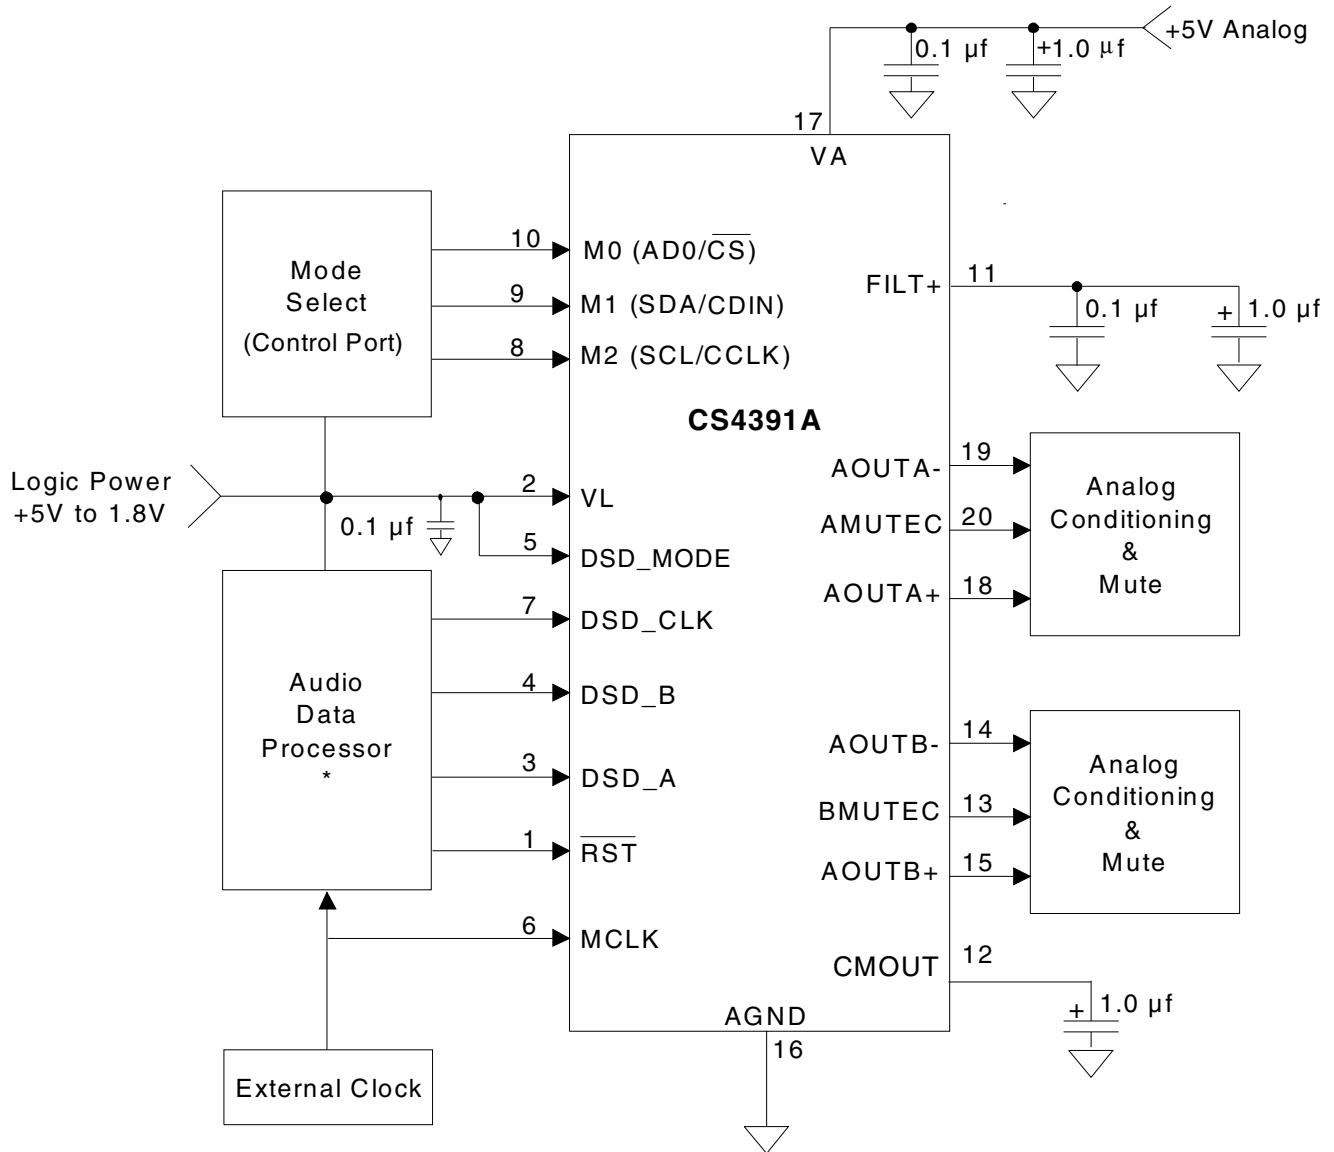 +5V Analog
0.1 µf
+1.0 µf
17
VA
Mode
Select
(Control Port)
10
M0 (AD0/CS)
9
M1 (SDA/CDIN)
8
M2 (SCL/CCLK)
FILT+
11
0.1 µf
+ 1.0 µf
CS4391A
Logic Power
+5V to 1.8V
0.1 µf
2
VL
5
DSD_MODE
7
DSD_CLK
4
DSD_B
3
DSD_A
1
RST
6
MCLK
Audio
Data
Processor
*
External Clock
AOUTA-
19
AMUTEC
20
AOUTA+
18
Analog
Conditioning
&
Mute
AOUTB-
14
BMUTEC
13
AOUTB+
15
Analog
Conditioning
&
Mute
CMOUT
12
+ 1.0 µf
AGND
16